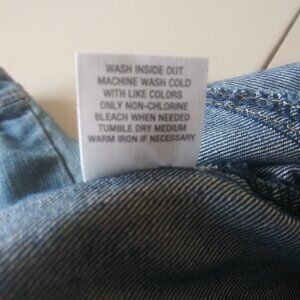 WASH INSIDE OUT
MACHINE WASH COLD
WITH LIKE COLORS
ONLY NON-CHLORINE
BLEACH WHEN NEEDED
TUMBLE DRY MEDIUM
WARM IRON IF NECESSARY